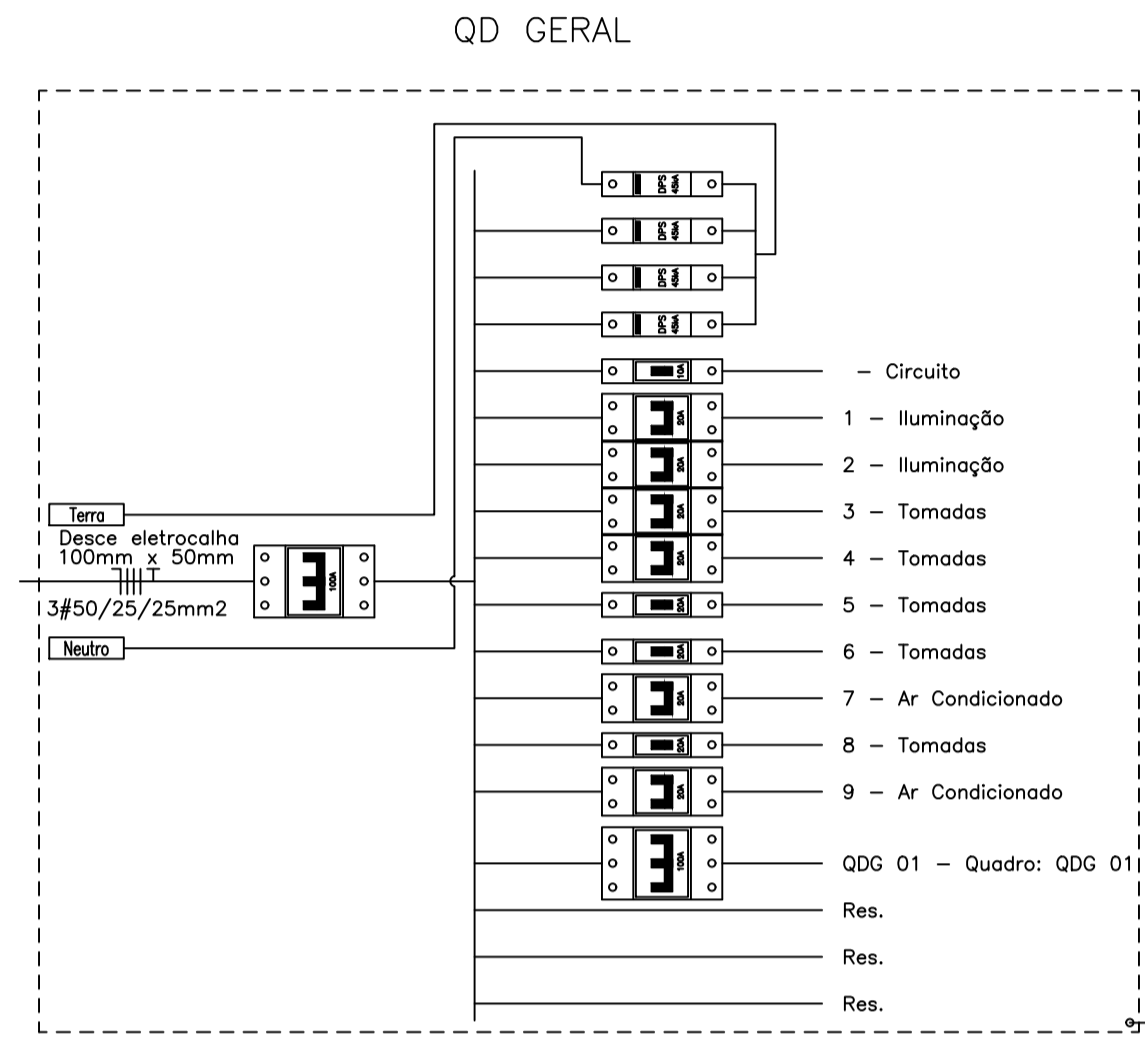 QD GERAL
DPS
45kA
DPS
45kA
DPS
45kA
DPS
45kA
10A
– Circuito
20A
1 – Iluminação
20A
2 – Iluminação
20A
3 – Tomadas
Terra
Desce eletrocalha
100mm x 50mm
20A
4 – Tomadas
100A
3#50/25/25mm2
20A
5 – Tomadas
Neutro
20A
6 – Tomadas
20A
7 – Ar Condicionado
20A
8 – Tomadas
20A
9 – Ar Condicionado
100A
QDG 01 – Quadro: QDG 01
Res.
Res.
Res.